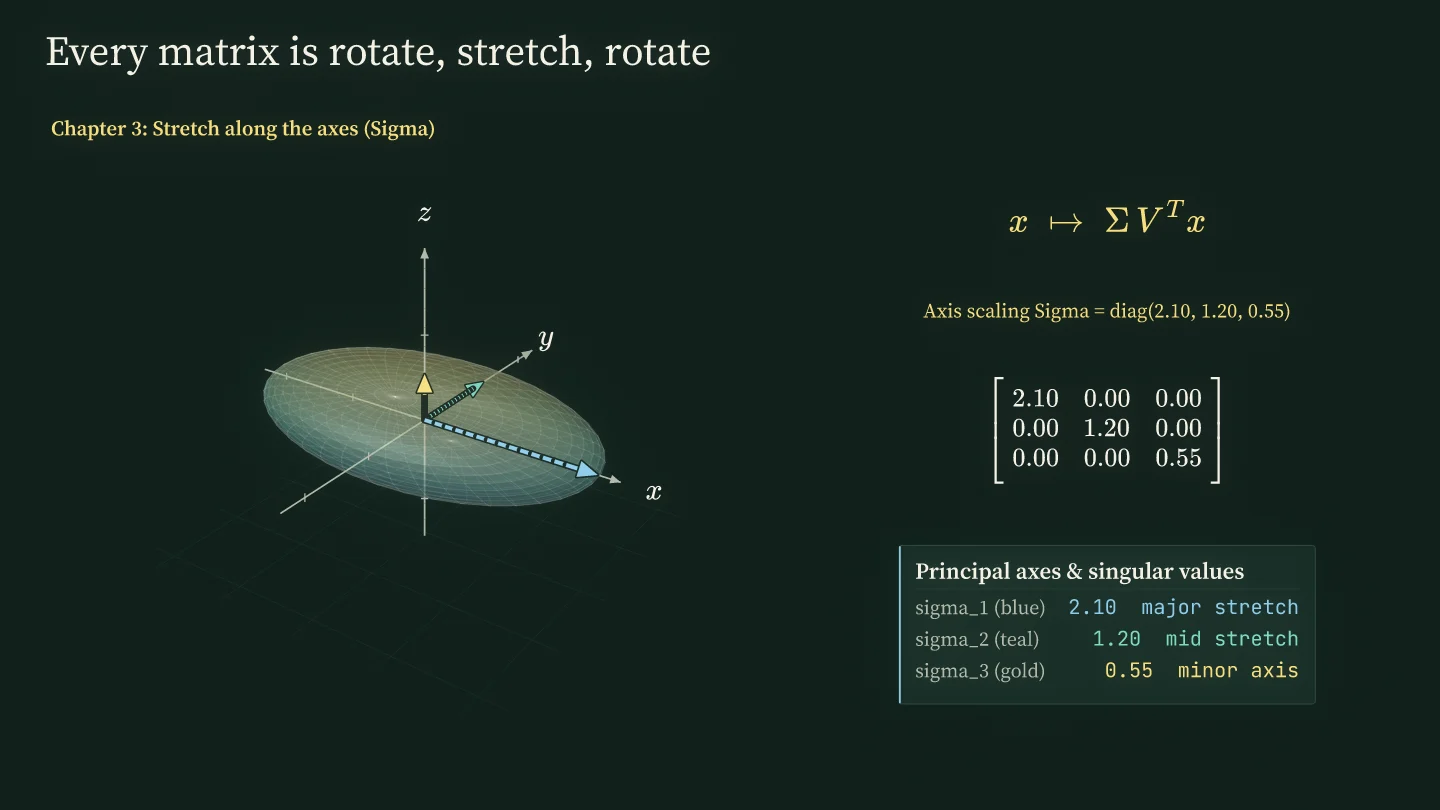 Every matrix is rotate, stretch, rotate
Chapter 3: Stretch along the axes (Sigma)
z
y
x
x ↦ Σ V^T x
Axis scaling Sigma = diag(2.10, 1.20, 0.55)
2.10 0.00 0.00
0.00 1.20 0.00
0.00 0.00 0.55
Principal axes & singular values
sigma_1 (blue) 2.10 major stretch
sigma_2 (teal) 1.20 mid stretch
sigma_3 (gold) 0.55 minor axis